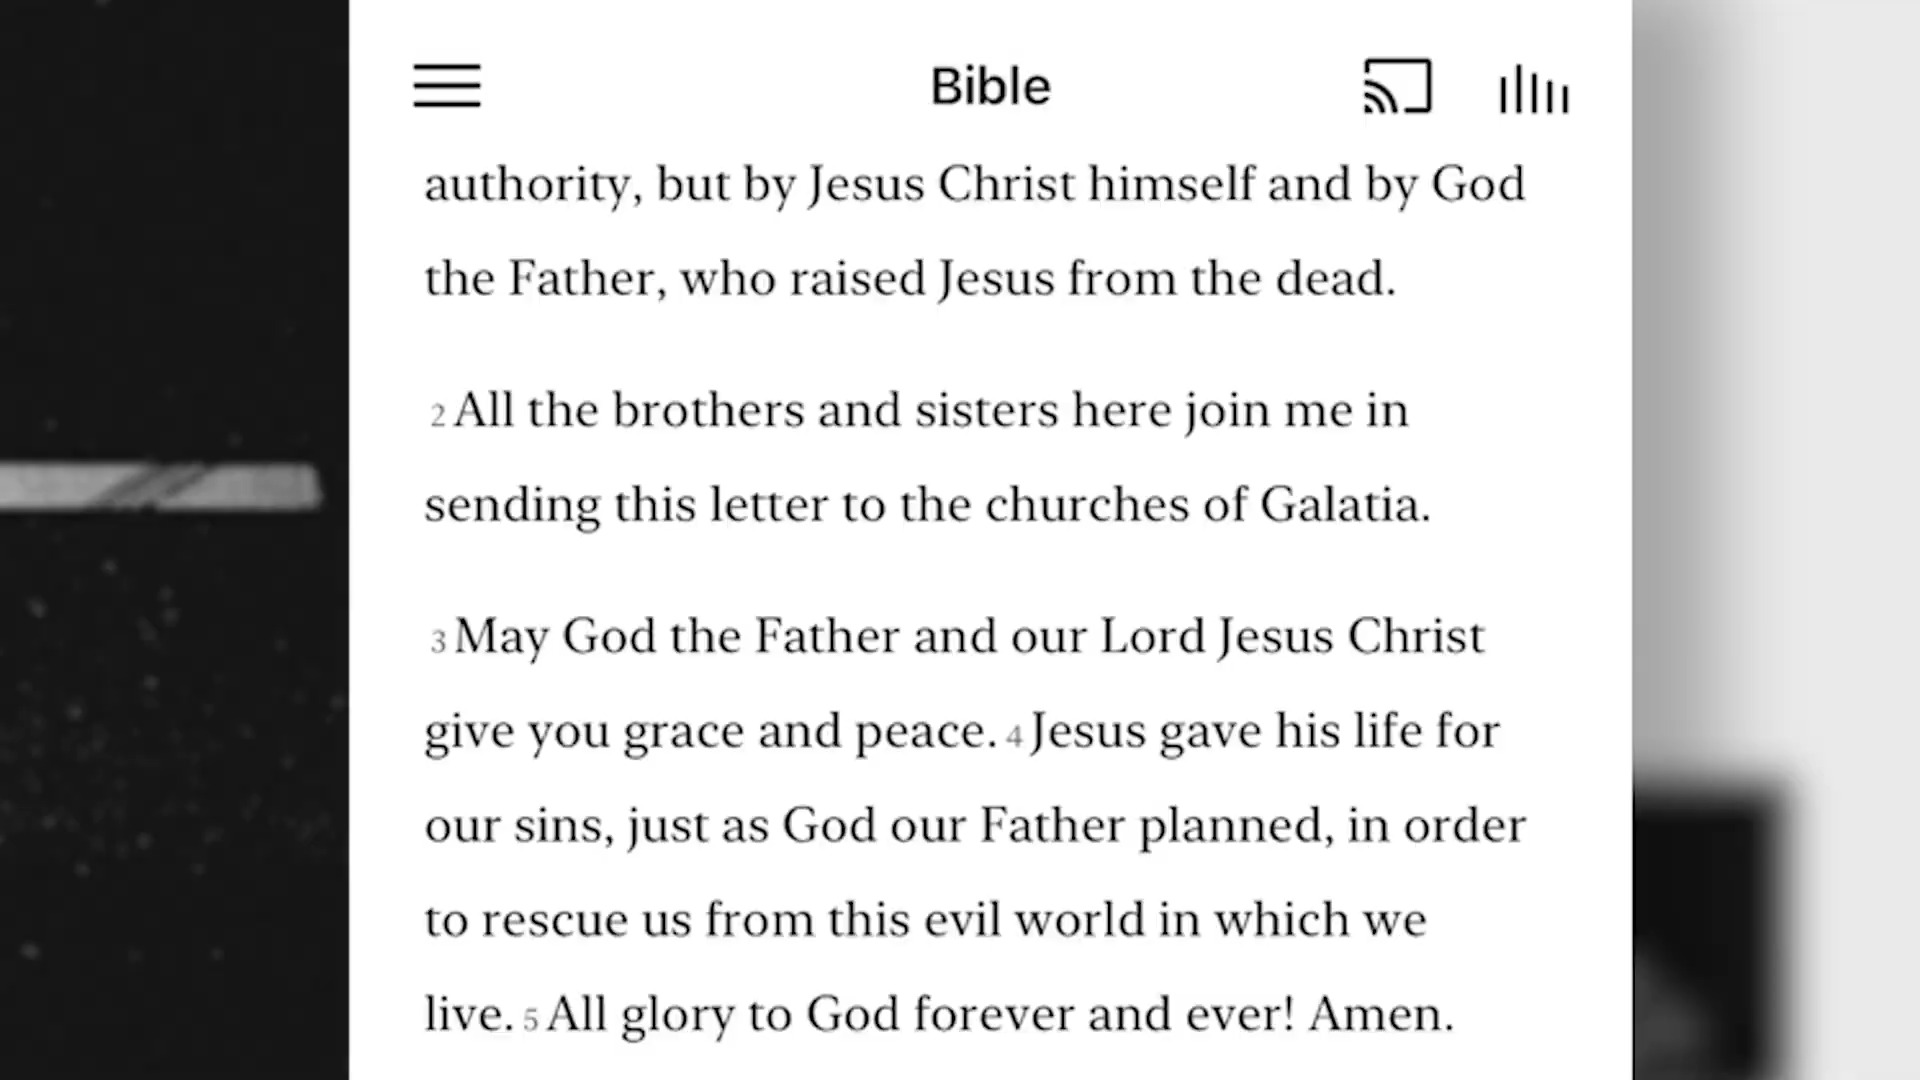 Bible
authority, but by Jesus Christ himself and by God
the Father, who raised Jesus from the dead.
2 All the brothers and sisters here join me in
sending this letter to the churches of Galatia.
3 May God the Father and our Lord Jesus Christ
give you grace and peace. 4 Jesus gave his life for
our sins, just as God our Father planned, in order
to rescue us from this evil world in which we
live. 5 All glory to God forever and ever! Amen.